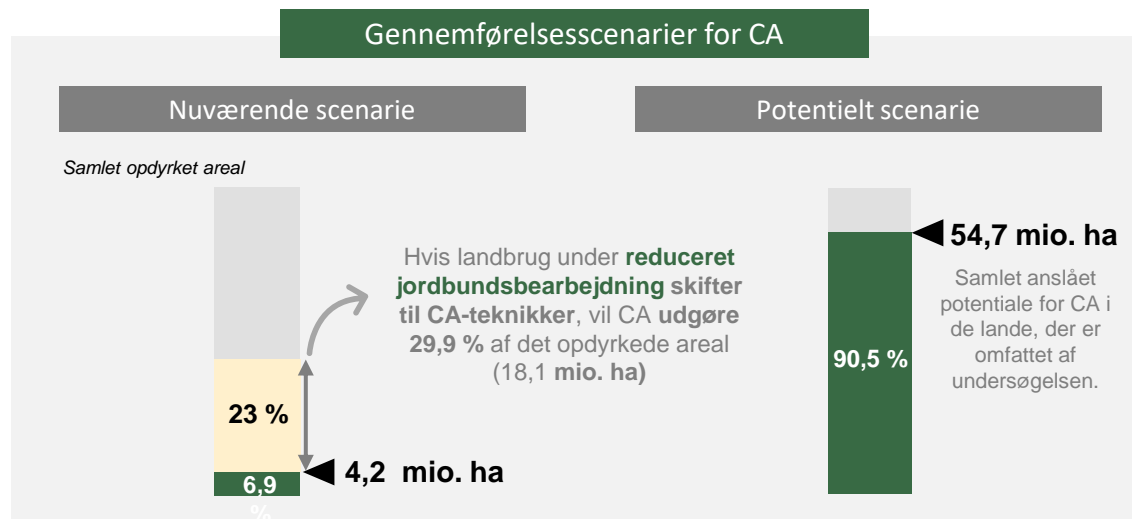 Gennemførelsesscenarier for CA
Nuværende scenarie
Potentielt scenarie
Samlet opdyrket areal
Hvis landbrug under reduceret
jordbundsbearbejdning skifter
til CA-teknikker, vil CA udgøre
29,9 % af det opdyrkede areal
(18,1 mio. ha)
54,7 mio. ha
Samlet anslået
potentiale for CA i
de lande, der er
omfattet af
undersøgelsen.
90,5 %
23 %
4,2 mio. ha
6,9
%